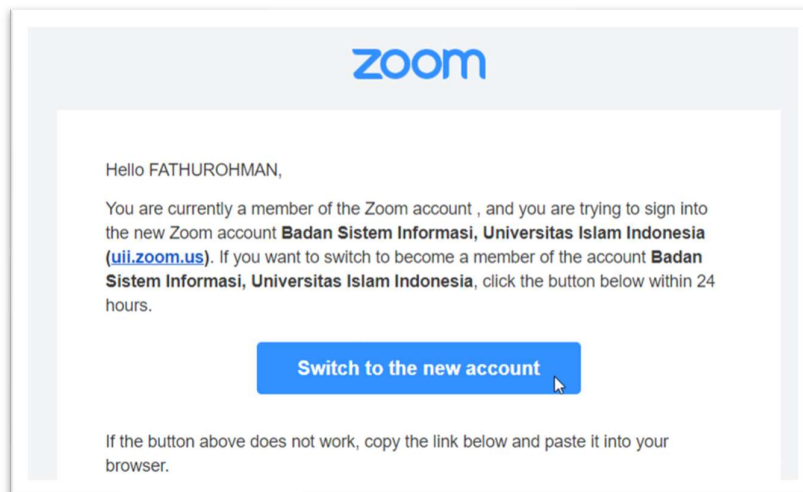 zoom
Hello FATHUROHMAN,
You are currently a member of the Zoom account , and you are trying to sign into
the new Zoom account Badan Sistem Informasi, Universitas Islam Indonesia
(uii.zoom.us). If you want to switch to become a member of the account Badan
Sistem Informasi, Universitas Islam Indonesia, click the button below within 24
hours.
Switch to the new account
If the button above does not work, copy the link below and paste it into your
browser.